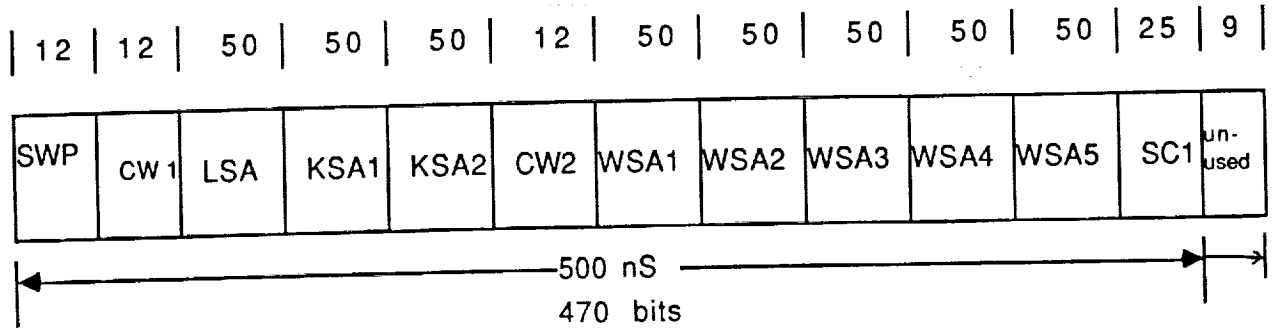 12 12 50 50 50 12 50 50 50 50 50 25 9
SWP CW 1 LSA KSA1 KSA2 CW2 WSA1 WSA2 WSA3 WSA4 WSA5 SC1 un-
used
500 nS
470 bits